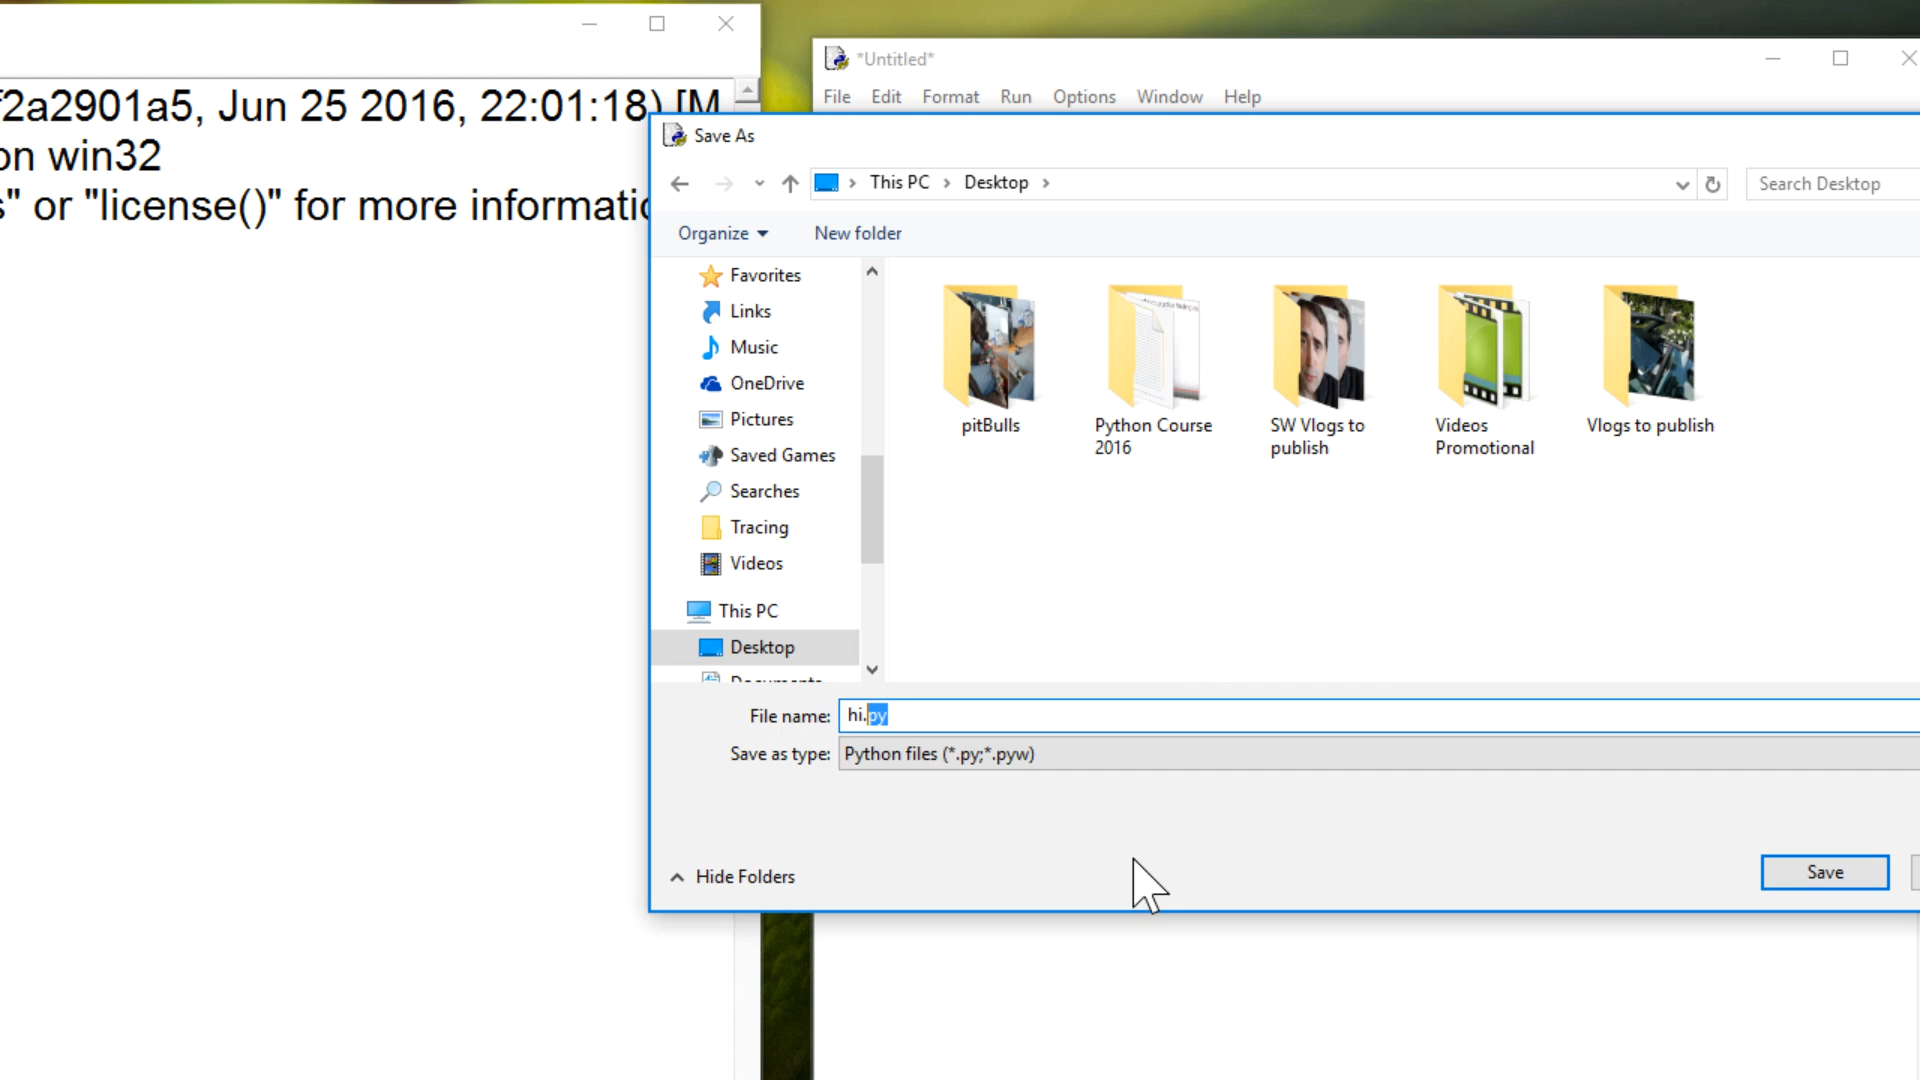 f2a2901a5, Jun 25 2016, 22:01:18) [M
on win32
s" or "license()" for more informatio
*Untitled*
File Edit Format Run Options Window Help
Save As
This PC > Desktop >
Search Desktop
Organize
New folder
Favorites
Links
Music
OneDrive
Pictures
Saved Games
Searches
Tracing
Videos
This PC
Desktop
Documents
pitBulls
Python Course
2016
SW Vlogs to
publish
Videos
Promotional
Vlogs to publish
File name: hi.py
Save as type: Python files (*.py;*.pyw)
Hide Folders
Save